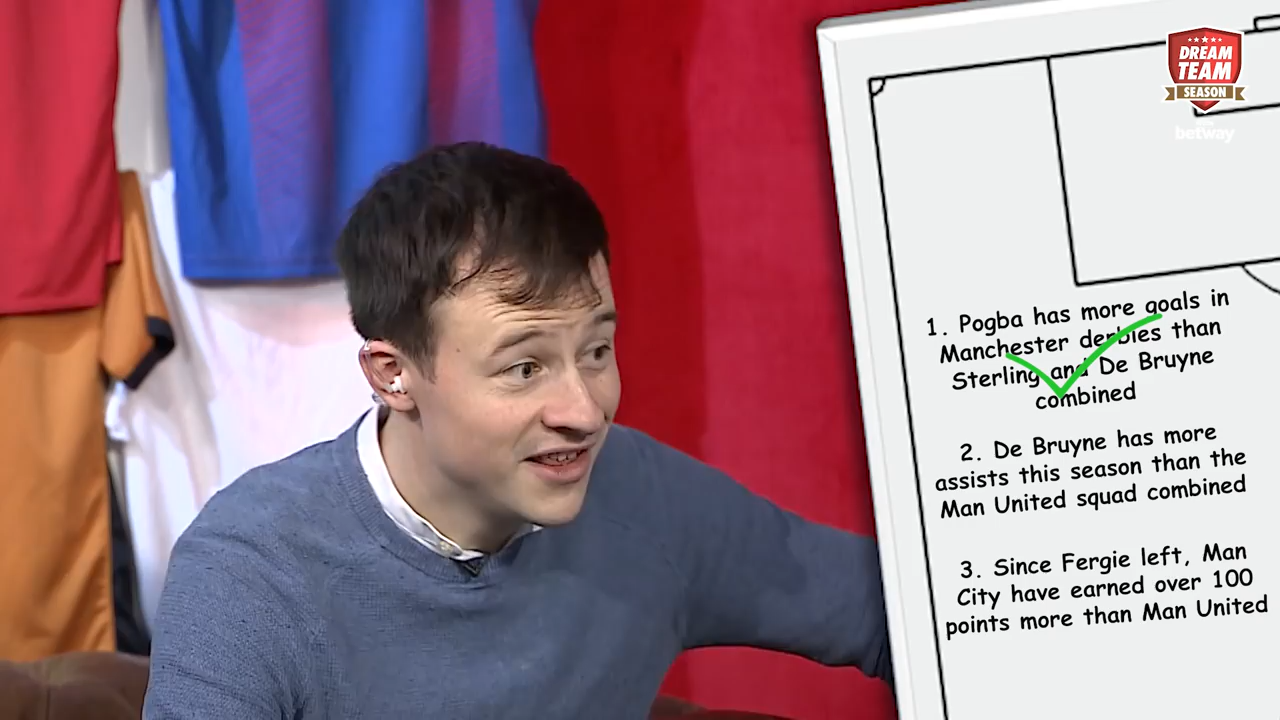 DREAM
TEAM
SEASON
betway
1. Pogba has more goals in
Manchester derbies than
Sterling and De Bruyne
combined
2. De Bruyne has more
assists this season than the
Man United squad combined
3. Since Fergie left, Man
City have earned over 100
points more than Man United